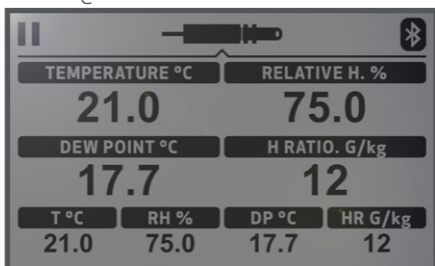 TEMPERATURE °C RELATIVE H. %
21.0 75.0
DEW POINT °C H RATIO. G/kg
17.7 12
T °C RH % DP °C HR G/kg
21.0 75.0 17.7 12